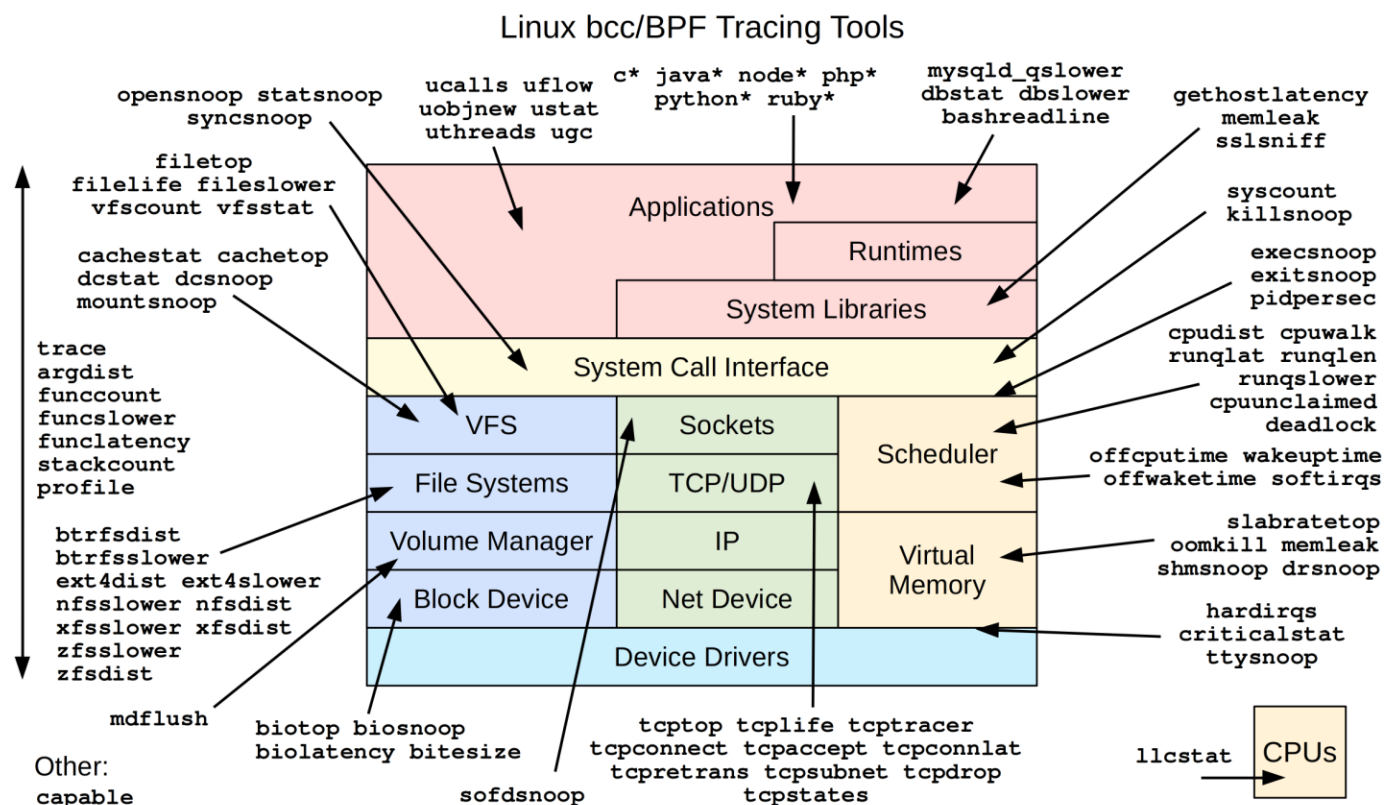 Linux bcc/BPF Tracing Tools
opensnoop statsnoop
syncsnoop
ucalls uflow
uobjnew ustat
uthreads ugc
c* java* node* php*
python* ruby*
mysqld_qslower
dbstat dbslower
bashreadline
gethostlatency
memleak
sslsniff
filetop
filelife fileslower
vfscount vfsstat
syscount
killsnoop
cachestat cachetop
dcstat dcsnoop
mountsnoop
execsnoop
exitsnoop
pidpersec
trace
argdist
funccount
funcslower
funclatency
stackcount
profile
cpudist cpuwalk
runqlat runqlen
runqslower
cpuunclaimed
deadlock
offcputime wakeuptime
offwaketime softirqs
btrfsdist
btrfsslower
ext4dist ext4slower
nfsslower nfsdist
xfsslower xfsdist
zfsslower
zfsdist
slabratetop
oomkill memleak
shmsnoop drsnoop
hardirqs
criticalstat
ttysnoop
Applications
Runtimes
System Libraries
System Call Interface
VFS
Sockets
Scheduler
File Systems
TCP/UDP
Volume Manager
IP
Virtual
Memory
Block Device
Net Device
Device Drivers
mdflush
biotop biosnoop
biolatency bitesize
tcptop tcplife tcptracer
tcpconnect tcpaccept tcpconnlat
tcpretrans tcpsubnet tcpdrop
tcpstates
sofdsnoop
llcstat
CPUs
Other:
capable